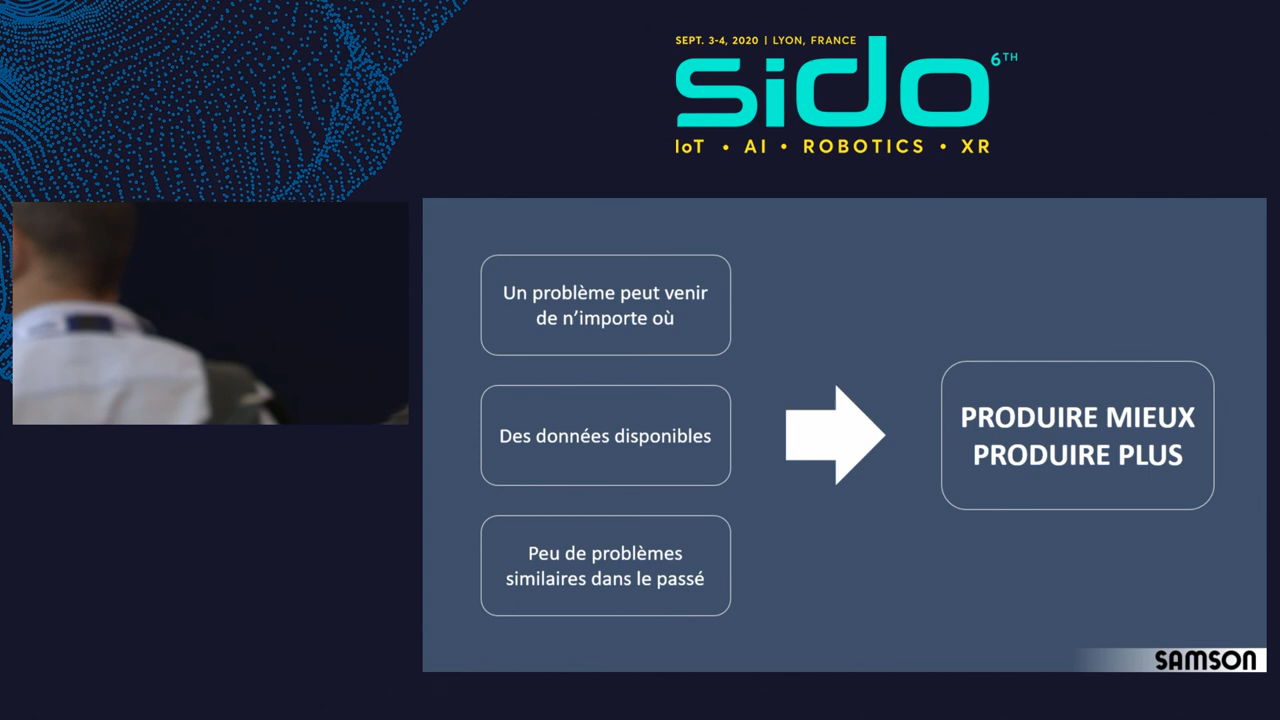 SEPT. 3-4, 2020 | LYON, FRANCE
sido 6TH
IoT • AI • ROBOTICS • XR
Un problème peut venir
de n'importe où
Des données disponibles
Peu de problèmes
similaires dans le passé
PRODUIRE MIEUX
PRODUIRE PLUS
SAMSON